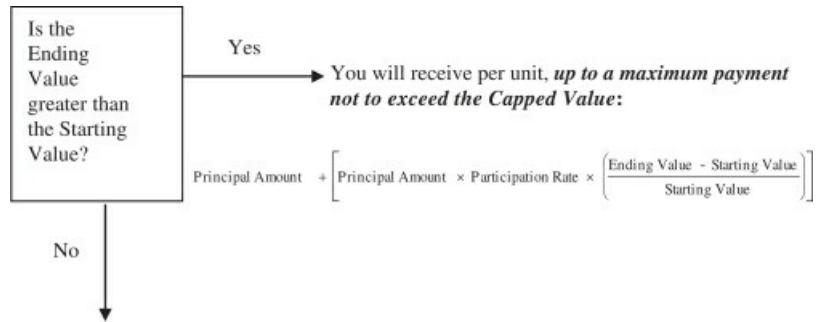 Is the
Ending
Value
greater than
the Starting
Value?
Yes
You will receive per unit, up to a maximum payment
not to exceed the Capped Value:
Principal Amount + [Principal Amount × Participation Rate × (Ending Value - Starting Value / Starting Value)]
No